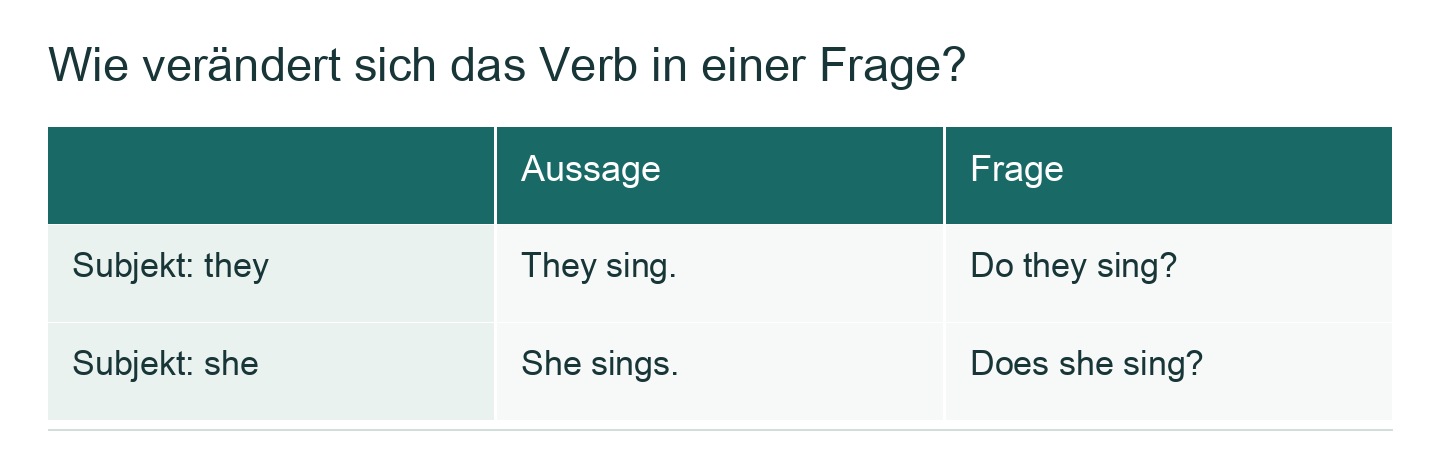 Wie verändert sich das Verb in einer Frage?
Aussage Frage
Subjekt: they They sing. Do they sing?
Subjekt: she She sings. Does she sing?